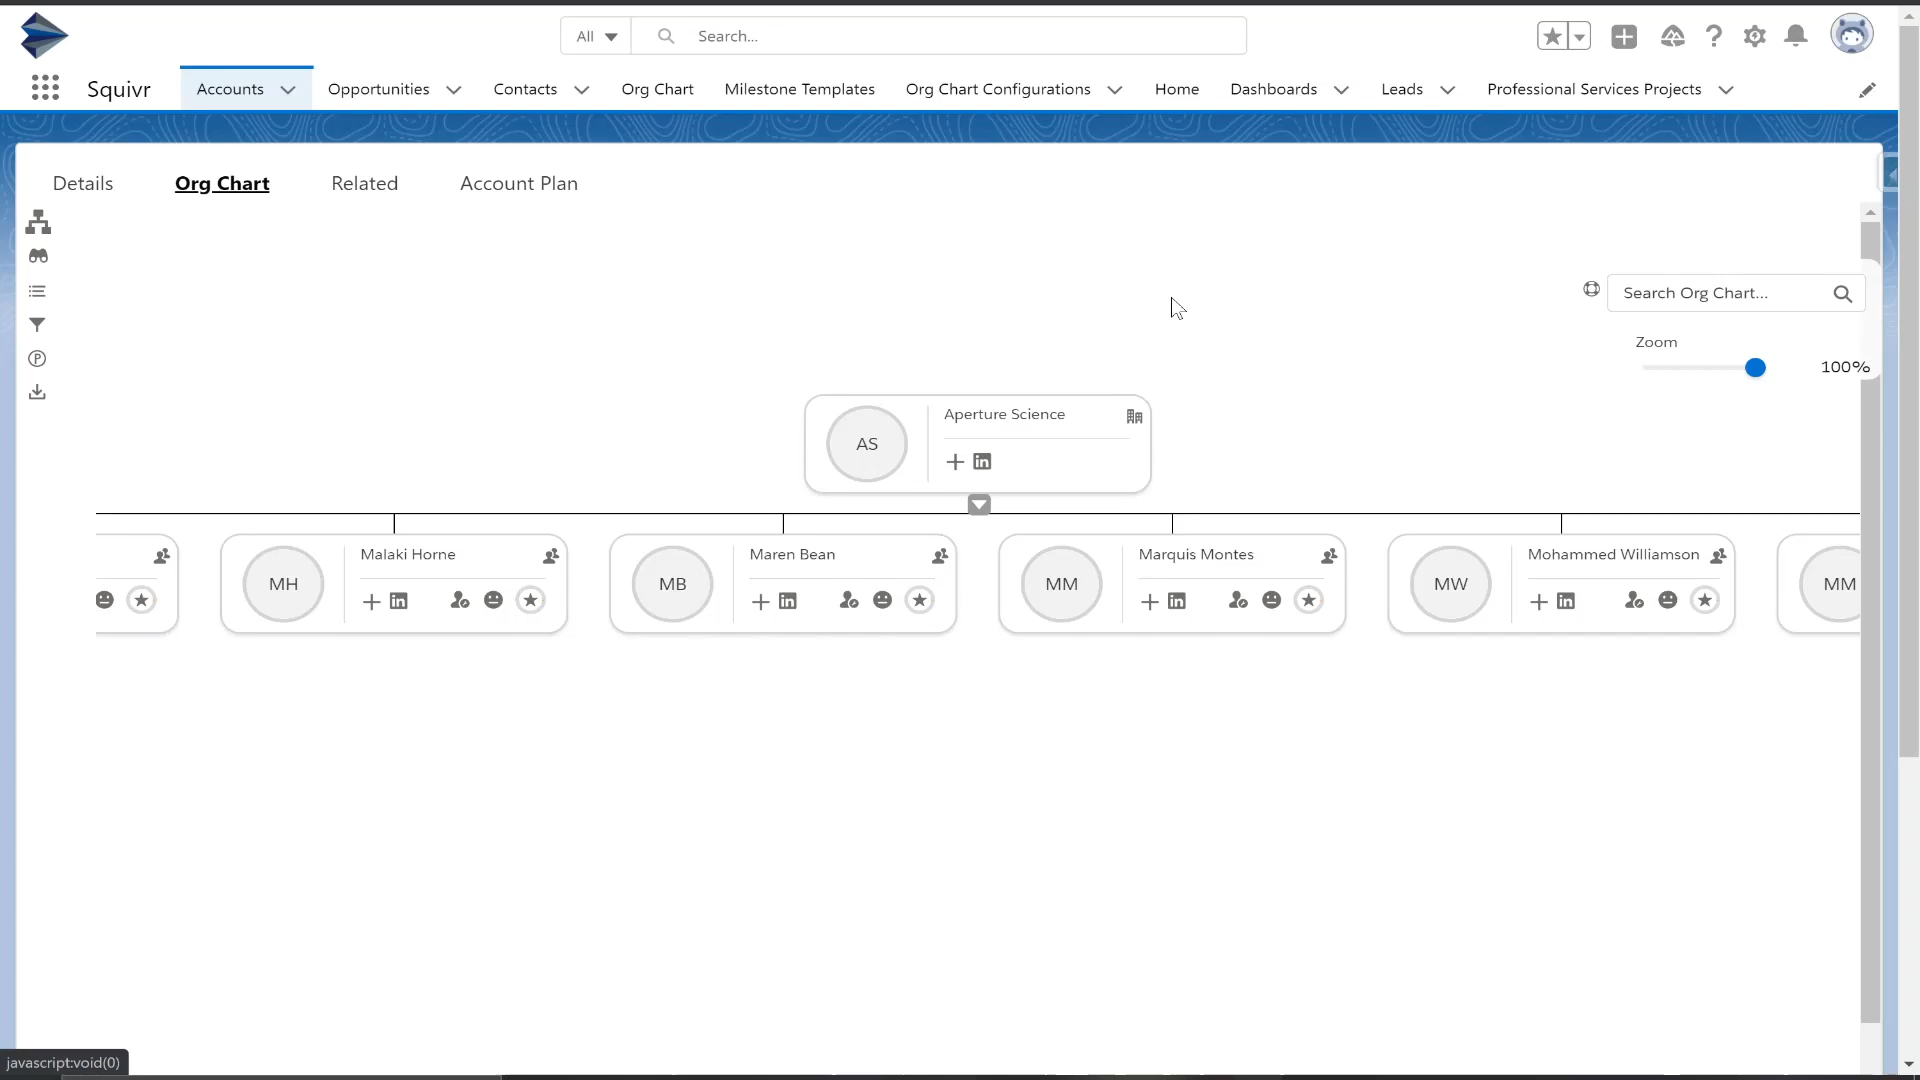 All
Search...
Squivr
Accounts
Opportunities
Contacts
Org Chart
Milestone Templates
Org Chart Configurations
Home
Dashboards
Leads
Professional Services Projects
Details
Org Chart
Related
Account Plan
Search Org Chart...
Zoom
100%
AS
Aperture Science
MH
Malaki Horne
MB
Maren Bean
MM
Marquis Montes
MW
Mohammed Williamson
MM
javascript:void(0)